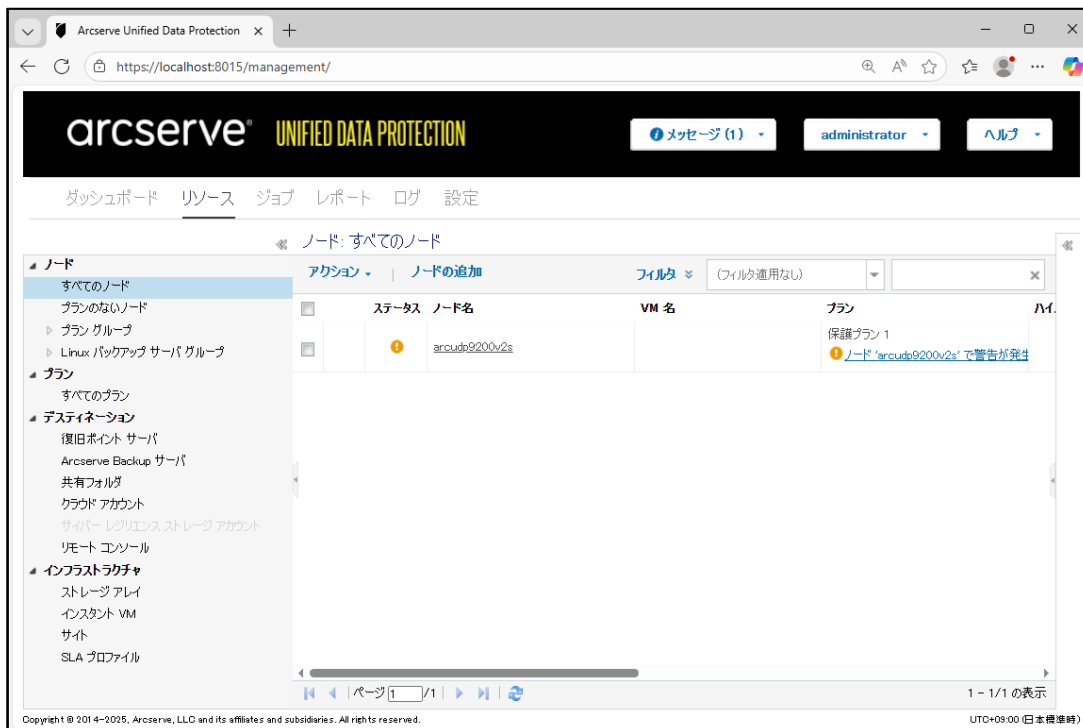 Arcserve Unified Data Protection
https://localhost:8015/management/
arcserve® UNIFIED DATA PROTECTION
メッセージ (1)
administrator
ヘルプ
ダッシュボード リソース ジョブ レポート ログ 設定
ノード
すべてのノード
プランのないノード
プラン グループ
Linux バックアップ サーバ グループ
プラン
すべてのプラン
デスティネーション
復旧ポイント サーバ
Arcserve Backup サーバ
共有フォルダ
クラウド アカウント
サイバー レジリエンス ストレージ アカウント
リモート コンソール
インフラストラクチャ
ストレージ アレイ
インスタント VM
サイト
SLA プロファイル
ノード: すべてのノード
アクション | ノードの追加
フィルタ (フィルタ適用なし)
ステータス ノード名 VM 名 プラン ハイ
arcudp9200v2s
保護プラン 1
ノード 'arcudp9200v2s' で警告が発生
ページ 1 /1
1 - 1/1 の表示
Copyright © 2014-2025, Arcserve, LLC and its affiliates and subsidiaries. All rights reserved.
UTC+09:00 (日本標準時)